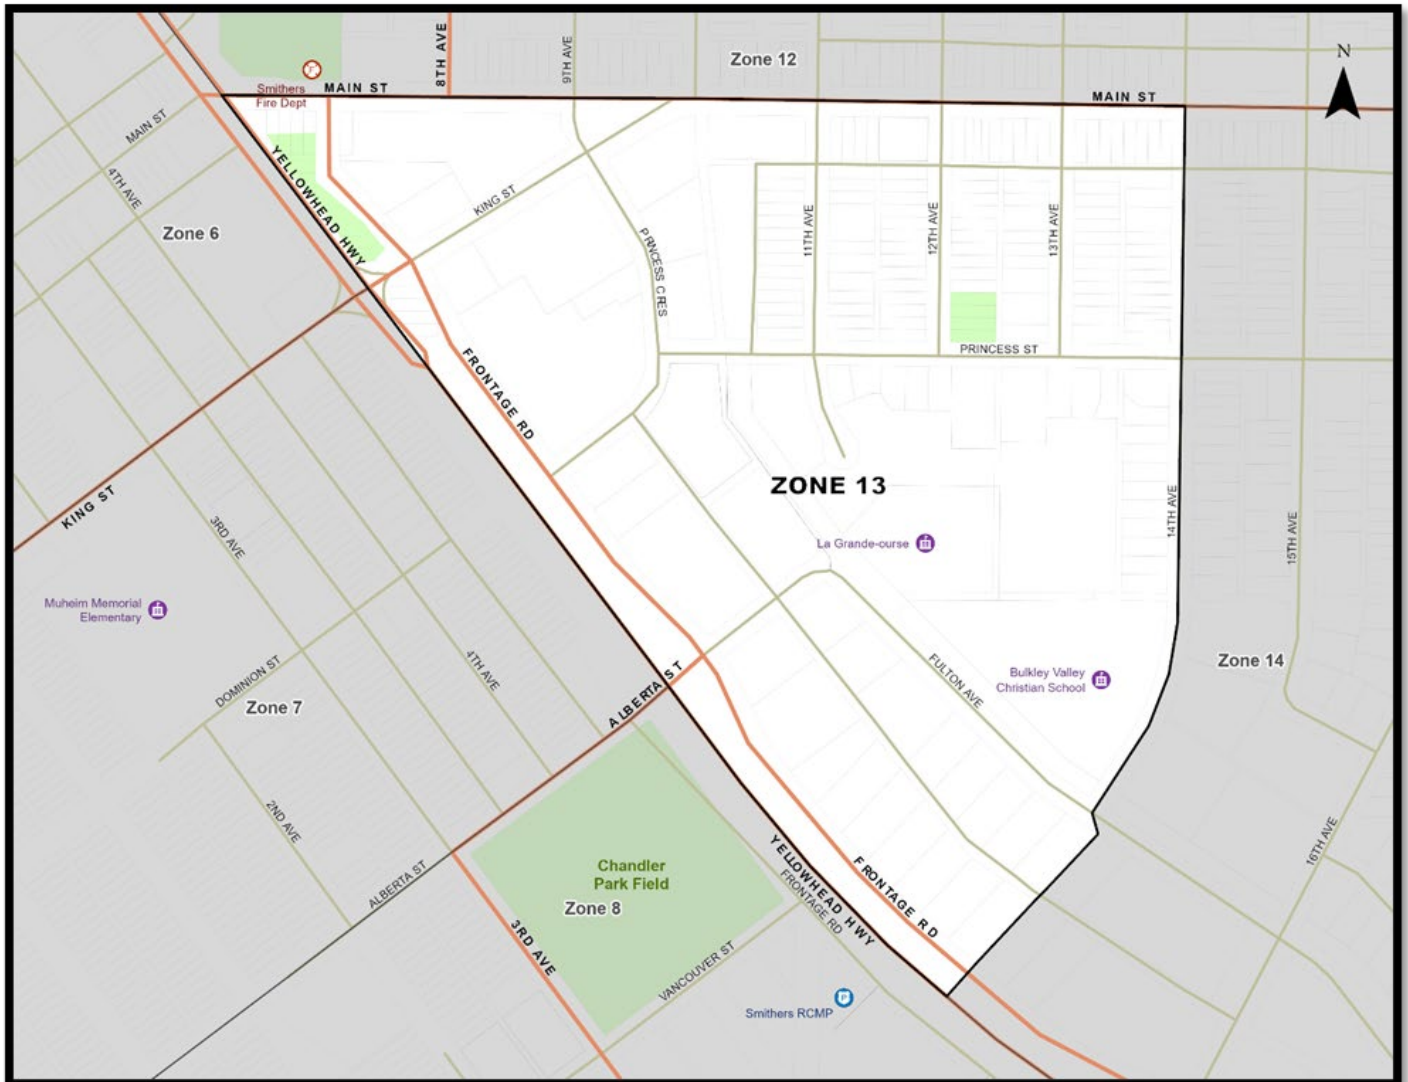 8TH AVE
9TH AVE
Zone 12
N
Smithers
Fire Dept
MAIN ST
MAIN ST
MAIN ST
4TH AVE
YELLOWHEAD HWY
Zone 6
KING ST
PRINCESS CRES
11TH AVE
12TH AVE
13TH AVE
PRINCESS ST
FRONTAGE RD
ZONE 13
KING ST
3RD AVE
14TH AVE
15TH AVE
La Grande-ourse
Muheim Memorial
Elementary
DOMINION ST
4TH AVE
ALBERTA ST
FULTON AVE
Bulkley Valley
Christian School
Zone 14
Zone 7
2ND AVE
ALBERTA ST
Chandler
Park Field
Zone 8
3RD AVE
VANCOUVER ST
YELLOWHEAD HWY
FRONTAGE RD
FRONTAGE RD
16TH AVE
Smithers RCMP